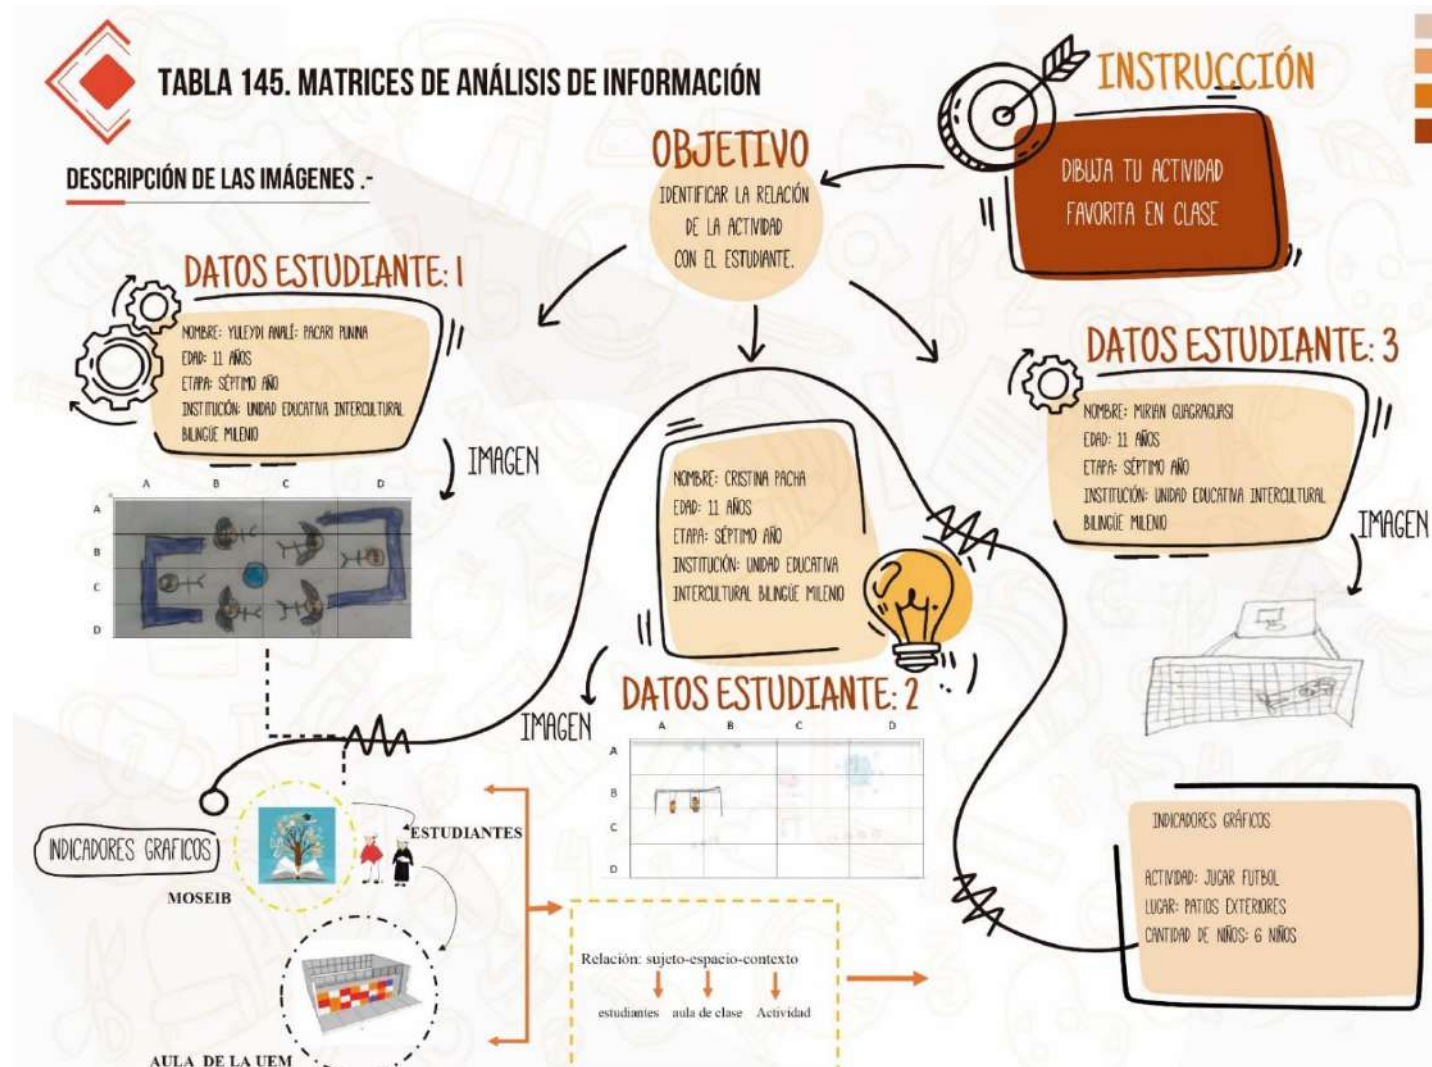 TABLA 145. MATRICES DE ANÁLISIS DE INFORMACIÓN
INSTRUCCIÓN
DIBUJA TU ACTIVIDAD
FAVORITA EN CLASE
OBJETIVO
IDENTIFICAR LA RELACIÓN
DE LA ACTIVIDAD
CON EL ESTUDIANTE.
DESCRIPCIÓN DE LAS IMÁGENES .-
DATOS ESTUDIANTE: 1
NOMBRE: YULEYDI ANALÍ: PACARI PUNINA
EDAD: 11 AÑOS
ETAPA: SÉPTIMO AÑO
INSTITUCIÓN: UNIDAD EDUCATIVA INTERCULTURAL
BILINGÜE MILENIO
IMAGEN
A B C D
A
B
C
D
NOMBRE: CRISTINA PACHA
EDAD: 11 AÑOS
ETAPA: SÉPTIMO AÑO
INSTITUCIÓN: UNIDAD EDUCATIVA
INTERCULTURAL BILINGÜE MILENIO
DATOS ESTUDIANTE: 2
IMAGEN
A B C D
A
B
C
D
DATOS ESTUDIANTE: 3
NOMBRE: MIRIAN GUAGRAGUASI
EDAD: 11 AÑOS
ETAPA: SÉPTIMO AÑO
INSTITUCIÓN: UNIDAD EDUCATIVA INTERCULTURAL
BILINGÜE MILENIO
IMAGEN
INDICADORES GRAFICOS
ESTUDIANTES
MOSEIB
AULA DE LA UEM
Relación: sujeto-espacio-contexto
estudiantes aula de clase Actividad
INDICADORES GRÁFICOS
ACTIVIDAD: JUGAR FUTBOL
LUGAR: PATIOS EXTERIORES
CANTIDAD DE NIÑOS: 6 NIÑOS